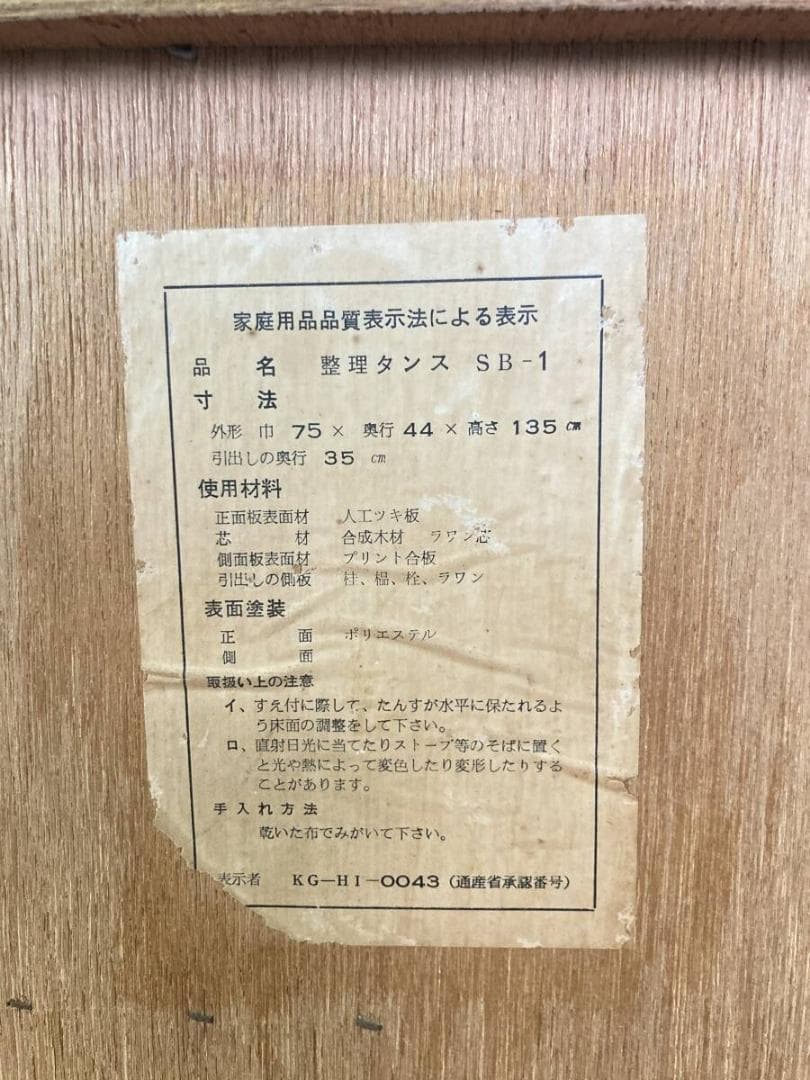 家庭用品品質表示法による表示
品 名 整理タンス SB-1
寸 法
外形 巾 75 × 奥行 44 × 高さ 135 cm
引出しの奥行 35 cm
使用材料
正面板表面材 人工ツキ板
芯 材 合成木材 ラワン芯
側面板表面材 プリント合板
引出しの側板 桂、榀、栓、ラワン
表面塗装
正 面 ポリエステル
側 面
取扱い上の注意
イ、すえ付に際して、たんすが水平に保たれるよ
う床面の調整をして下さい。
ロ、直射日光に当てたりストーブ等のそばに置く
と光や熱によって変色したり変形したりする
ことがあります。
手入れ方法
乾いた布でみがいて下さい。
表示者 KG-HI-0043 (通産省承認番号)